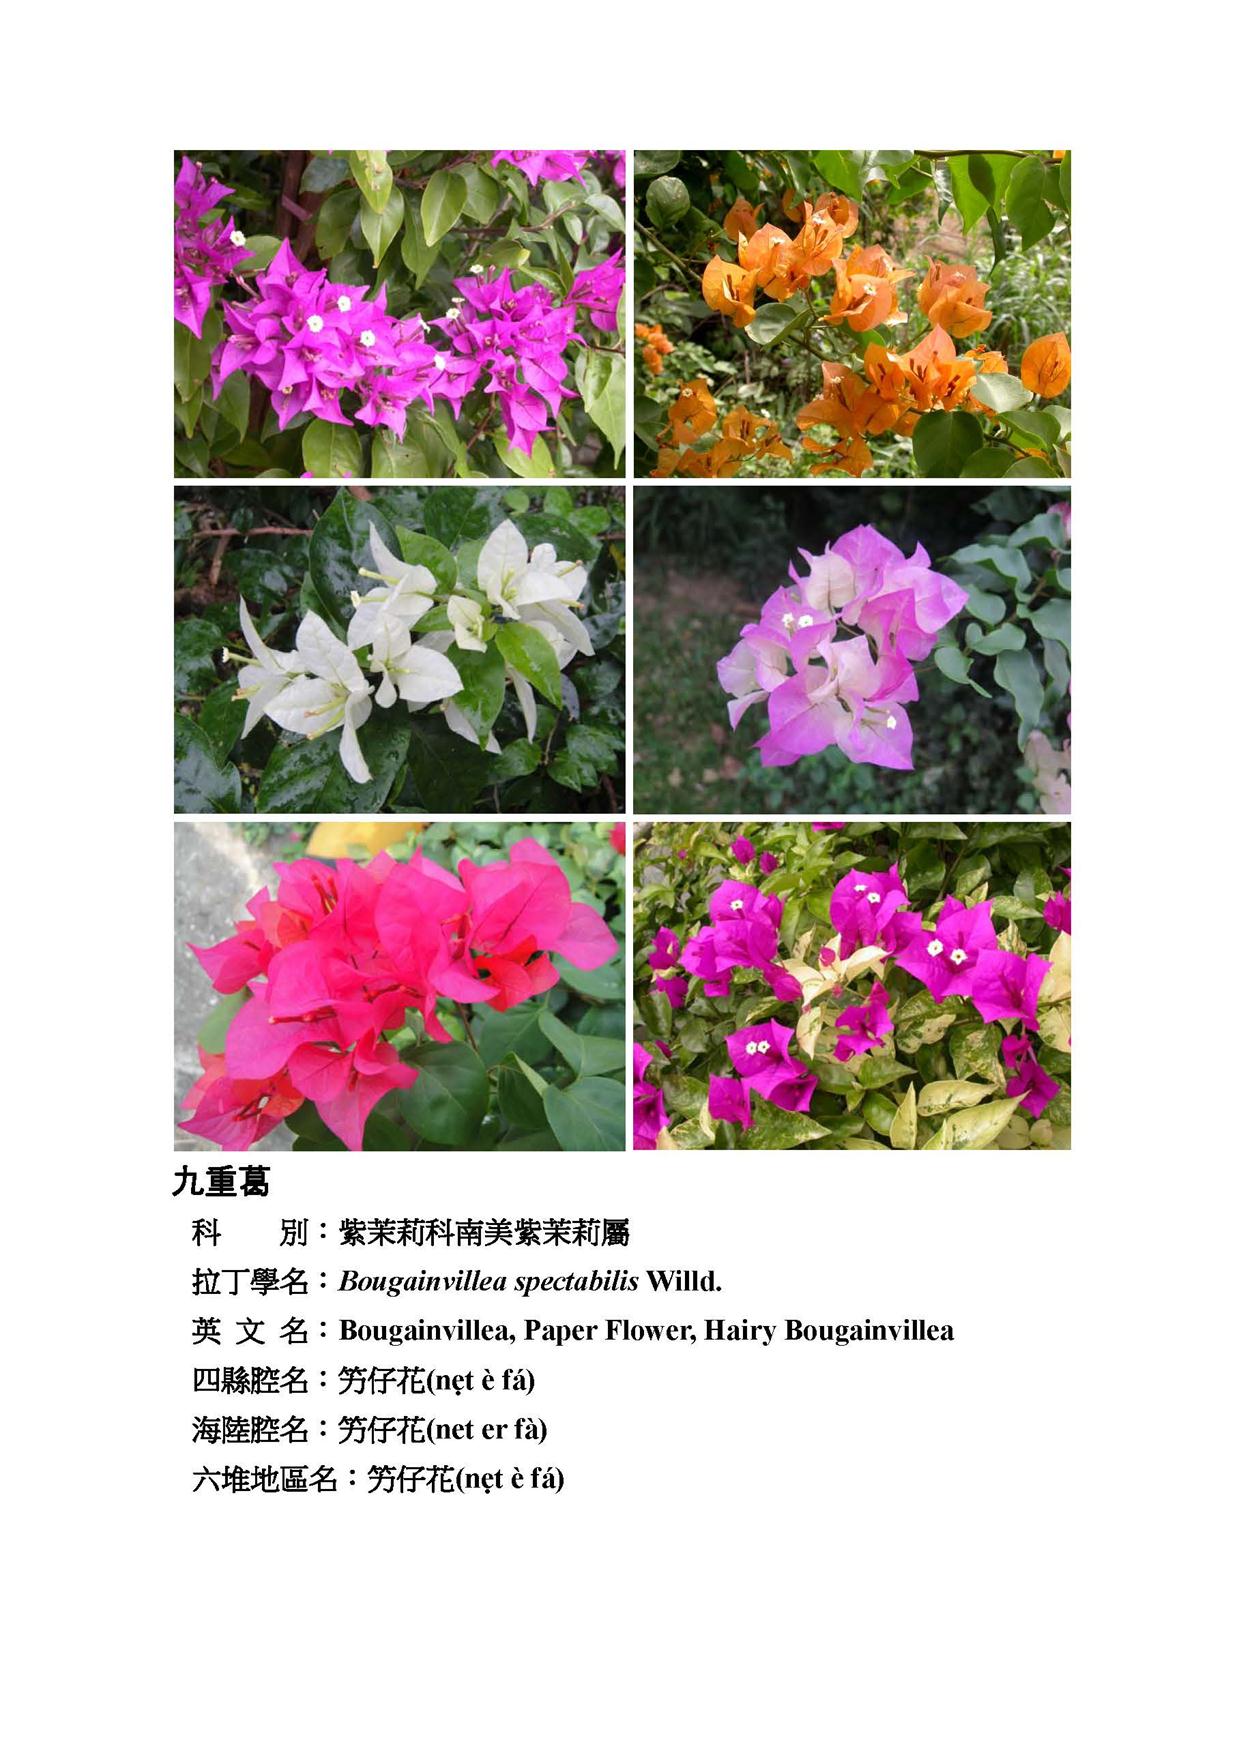 九重葛
科　　別：紫茉莉科南美紫茉莉屬
拉丁學名：Bougainvillea spectabilis Willd.
英 文 名：Bougainvillea, Paper Flower, Hairy Bougainvillea
四縣腔名：竻仔花(nẹt è fá)
海陸腔名：竻仔花(net er fà)
六堆地區名：竻仔花(nẹt è fá)